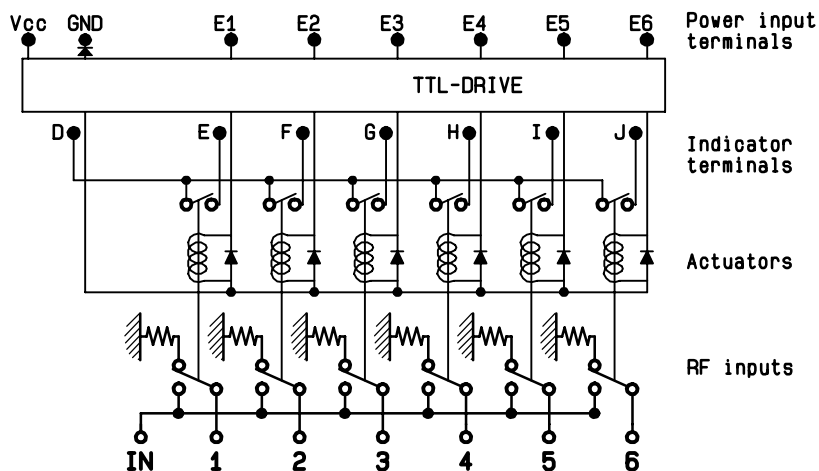 Vcc GND E1 E2 E3 E4 E5 E6 Power input
terminals
TTL-DRIVE
D E F G H I J Indicator
terminals
Actuators
RF inputs
IN 1 2 3 4 5 6